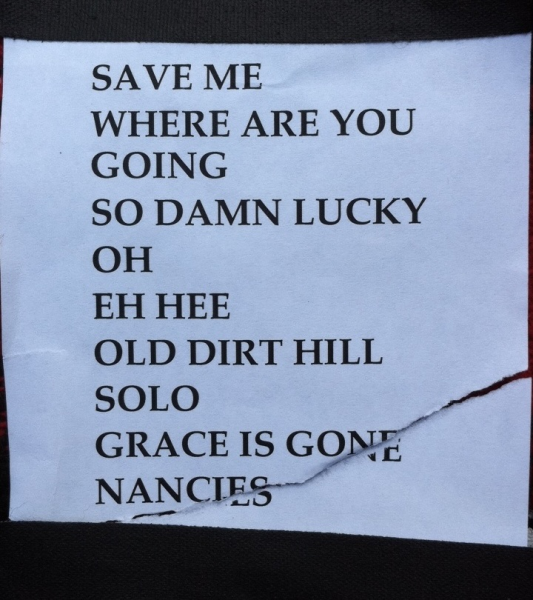 SAVE ME
WHERE ARE YOU
GOING
SO DAMN LUCKY
OH
EH HEE
OLD DIRT HILL
SOLO
GRACE IS GONE
NANCIES